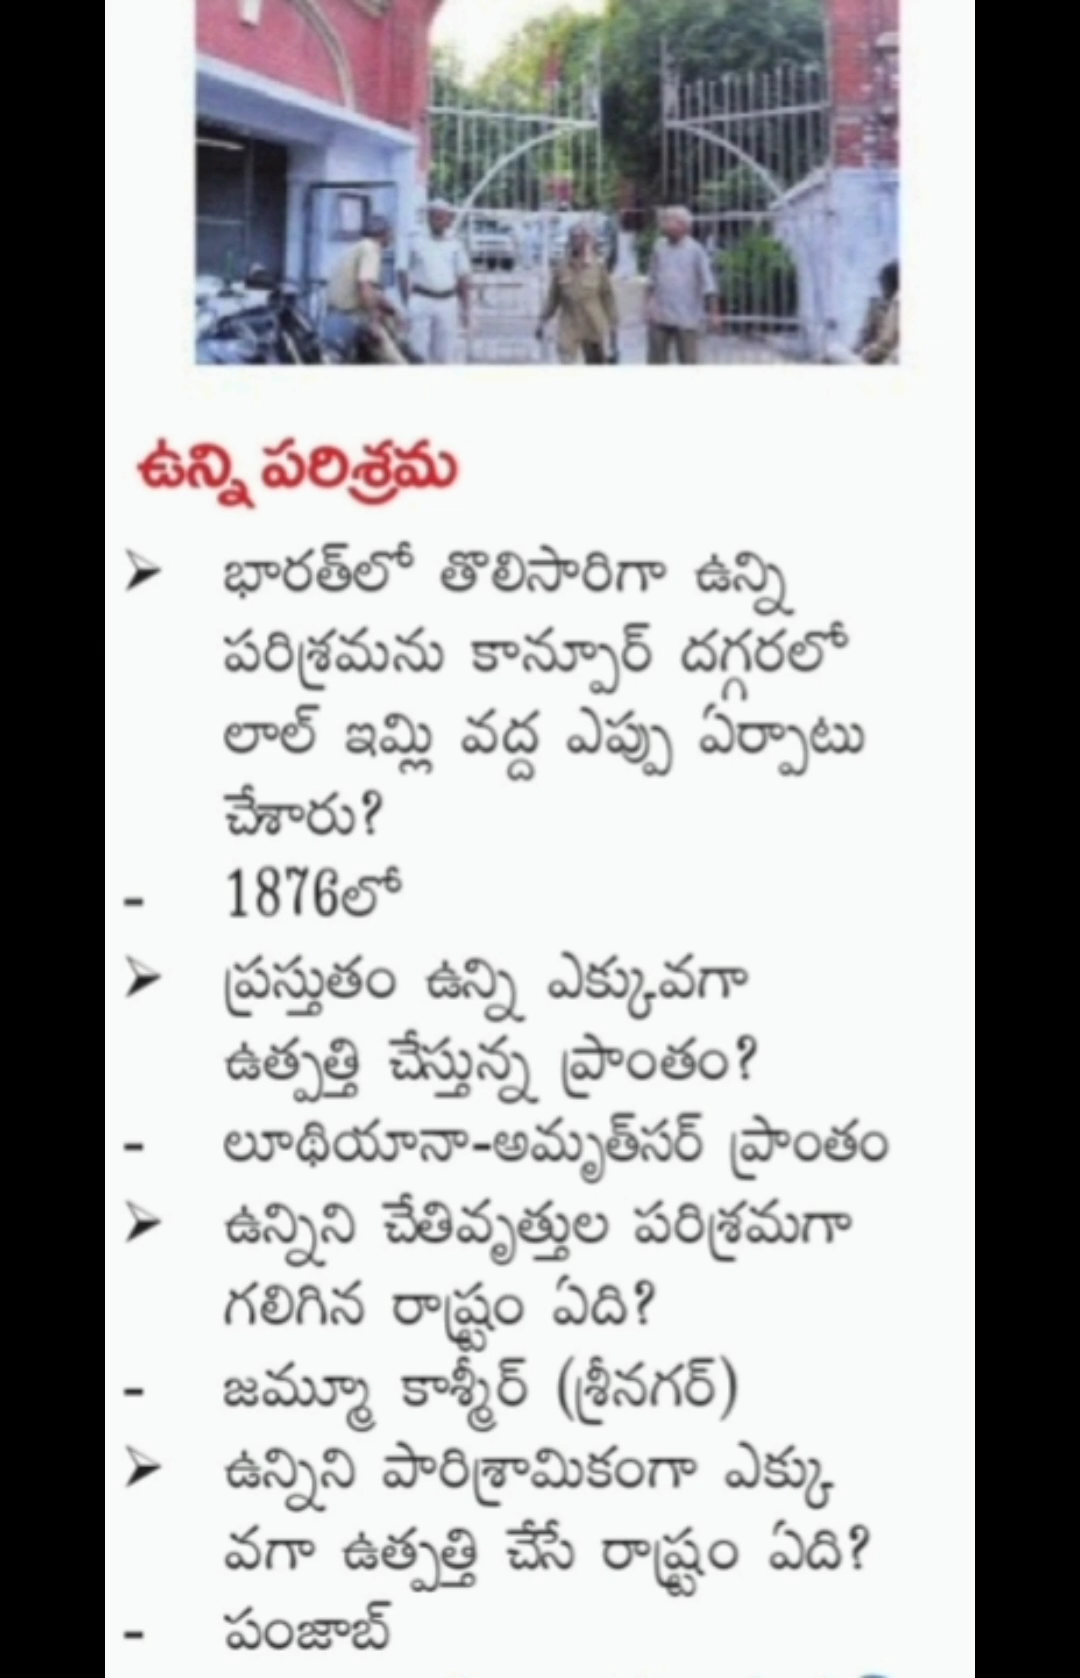 ఉన్ని పరిశ్రమ
➢ భారత్‌లో తొలిసారిగా ఉన్ని
పరిశ్రమను కాన్పూర్ దగ్గరలో
లాల్ ఇమ్లి వద్ద ఎప్పు ఏర్పాటు
చేశారు?
- 1876లో
➢ ప్రస్తుతం ఉన్ని ఎక్కువగా
ఉత్పత్తి చేస్తున్న ప్రాంతం?
- లూథియానా-అమృత్‌సర్ ప్రాంతం
➢ ఉన్నిని చేతివృత్తుల పరిశ్రమగా
గలిగిన రాష్ట్రం ఏది?
- జమ్మూ కాశ్మీర్ (శ్రీనగర్)
➢ ఉన్నిని పారిశ్రామికంగా ఎక్కు
వగా ఉత్పత్తి చేసే రాష్ట్రం ఏది?
- పంజాబ్